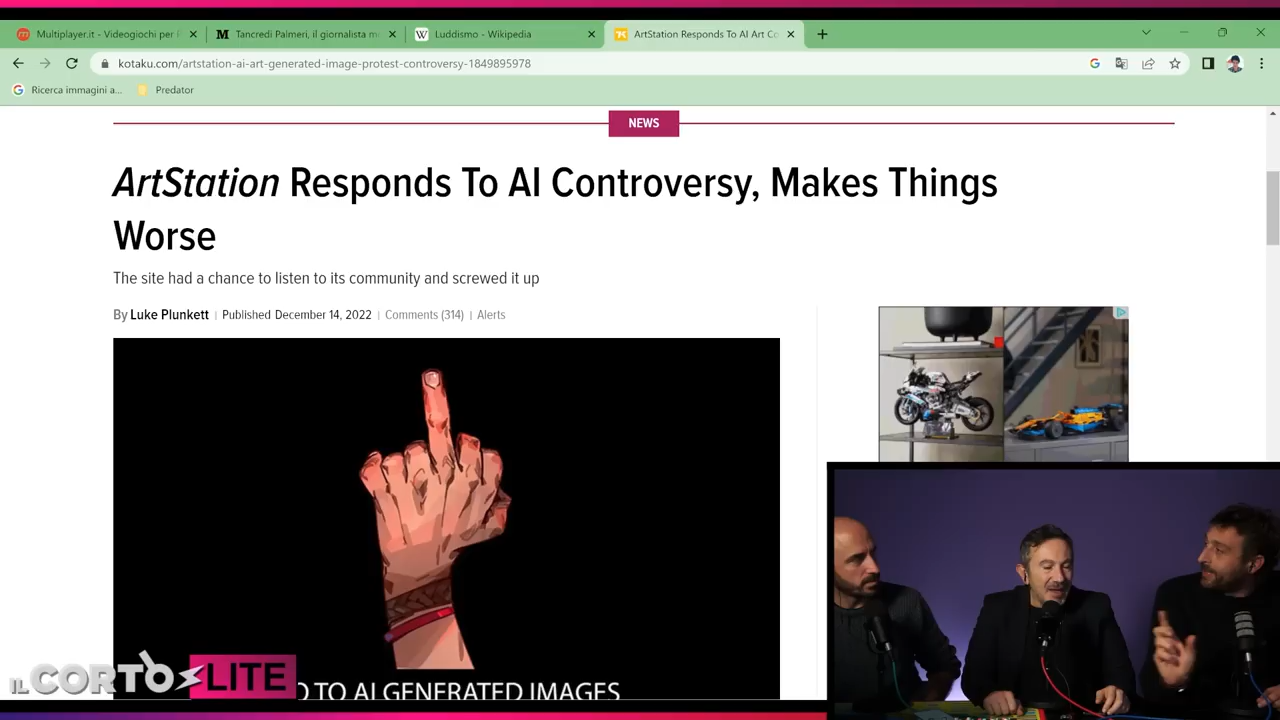 Multiplayer.it - Videogiochi per
Tancredi Palmeri, il giornalista
Luddismo - Wikipedia
ArtStation Responds To AI Art Co
kotaku.com/artstation-ai-art-generated-image-protest-controversy-1849895978
Ricerca immagini a...
Predator
NEWS
ArtStation Responds To AI Controversy, Makes Things
Worse
The site had a chance to listen to its community and screwed it up
By Luke Plunkett | Published December 14, 2022 | Comments (314) | Alerts
TO AI GENERATED IMAGES
IL CORTO LITE